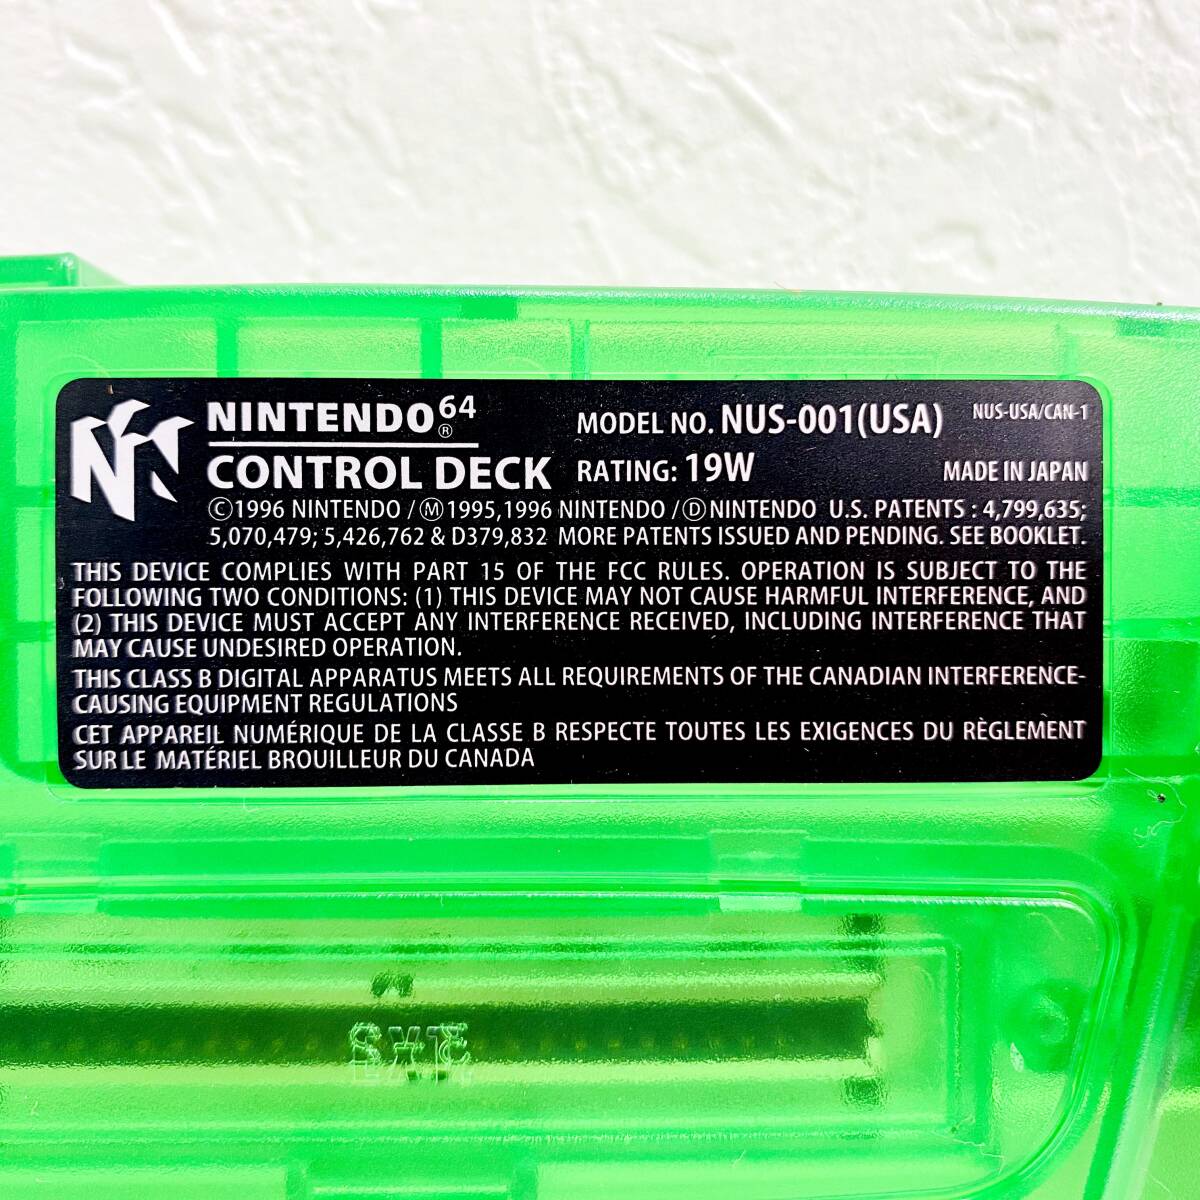 NINTENDO64®
CONTROL DECK
MODEL NO. NUS-001(USA)
NUS-USA/CAN-1
RATING: 19W
MADE IN JAPAN
Ⓒ1996 NINTENDO /Ⓜ1995,1996 NINTENDO /ⒹNINTENDO U.S. PATENTS : 4,799,635;
5,070,479; 5,426,762 & D379,832 MORE PATENTS ISSUED AND PENDING. SEE BOOKLET.
THIS DEVICE COMPLIES WITH PART 15 OF THE FCC RULES. OPERATION IS SUBJECT TO THE
FOLLOWING TWO CONDITIONS: (1) THIS DEVICE MAY NOT CAUSE HARMFUL INTERFERENCE, AND
(2) THIS DEVICE MUST ACCEPT ANY INTERFERENCE RECEIVED, INCLUDING INTERFERENCE THAT
MAY CAUSE UNDESIRED OPERATION.
THIS CLASS B DIGITAL APPARATUS MEETS ALL REQUIREMENTS OF THE CANADIAN INTERFERENCE-
CAUSING EQUIPMENT REGULATIONS
CET APPAREIL NUMÉRIQUE DE LA CLASSE B RESPECTE TOUTES LES EXIGENCES DU RÈGLEMENT
SUR LE MATÉRIEL BROUILLEUR DU CANADA